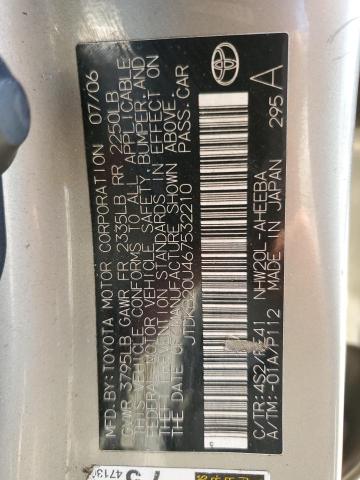 MFD. BY: TOYOTA MOTOR CORPORATION 07/06
GVWR 3795LB GAWR FR 2335LB RR 2250LB
THIS VEHICLE CONFORMS TO ALL APPLICABLE
FEDERAL MOTOR VEHICLE SAFETY, BUMPER, AND
THEFT PREVENTION STANDARDS IN EFFECT ON
THE DATE OF MANUFACTURE SHOWN ABOVE.
JTDKB20U467532210 PASS. CAR
C/TR: 4S2/FE41 NHW20L-AHEEBA
A/TM: -01A/P112 MADE IN JAPAN 295 A
TOYOTA
4713